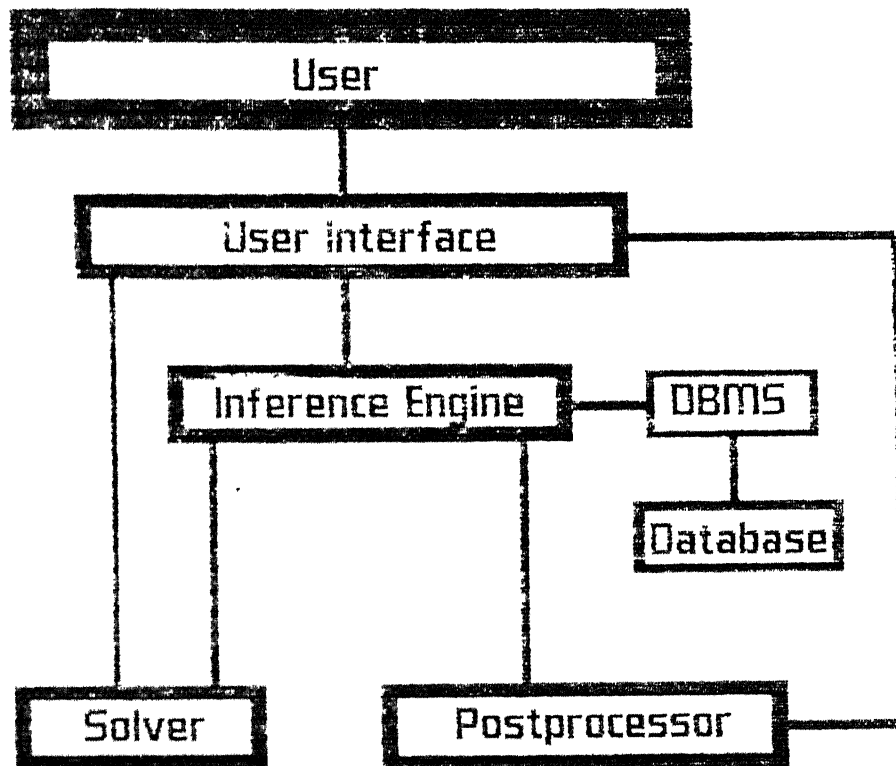 User
User Interface
Inference Engine
DBMS
Database
Solver
Postprocessor